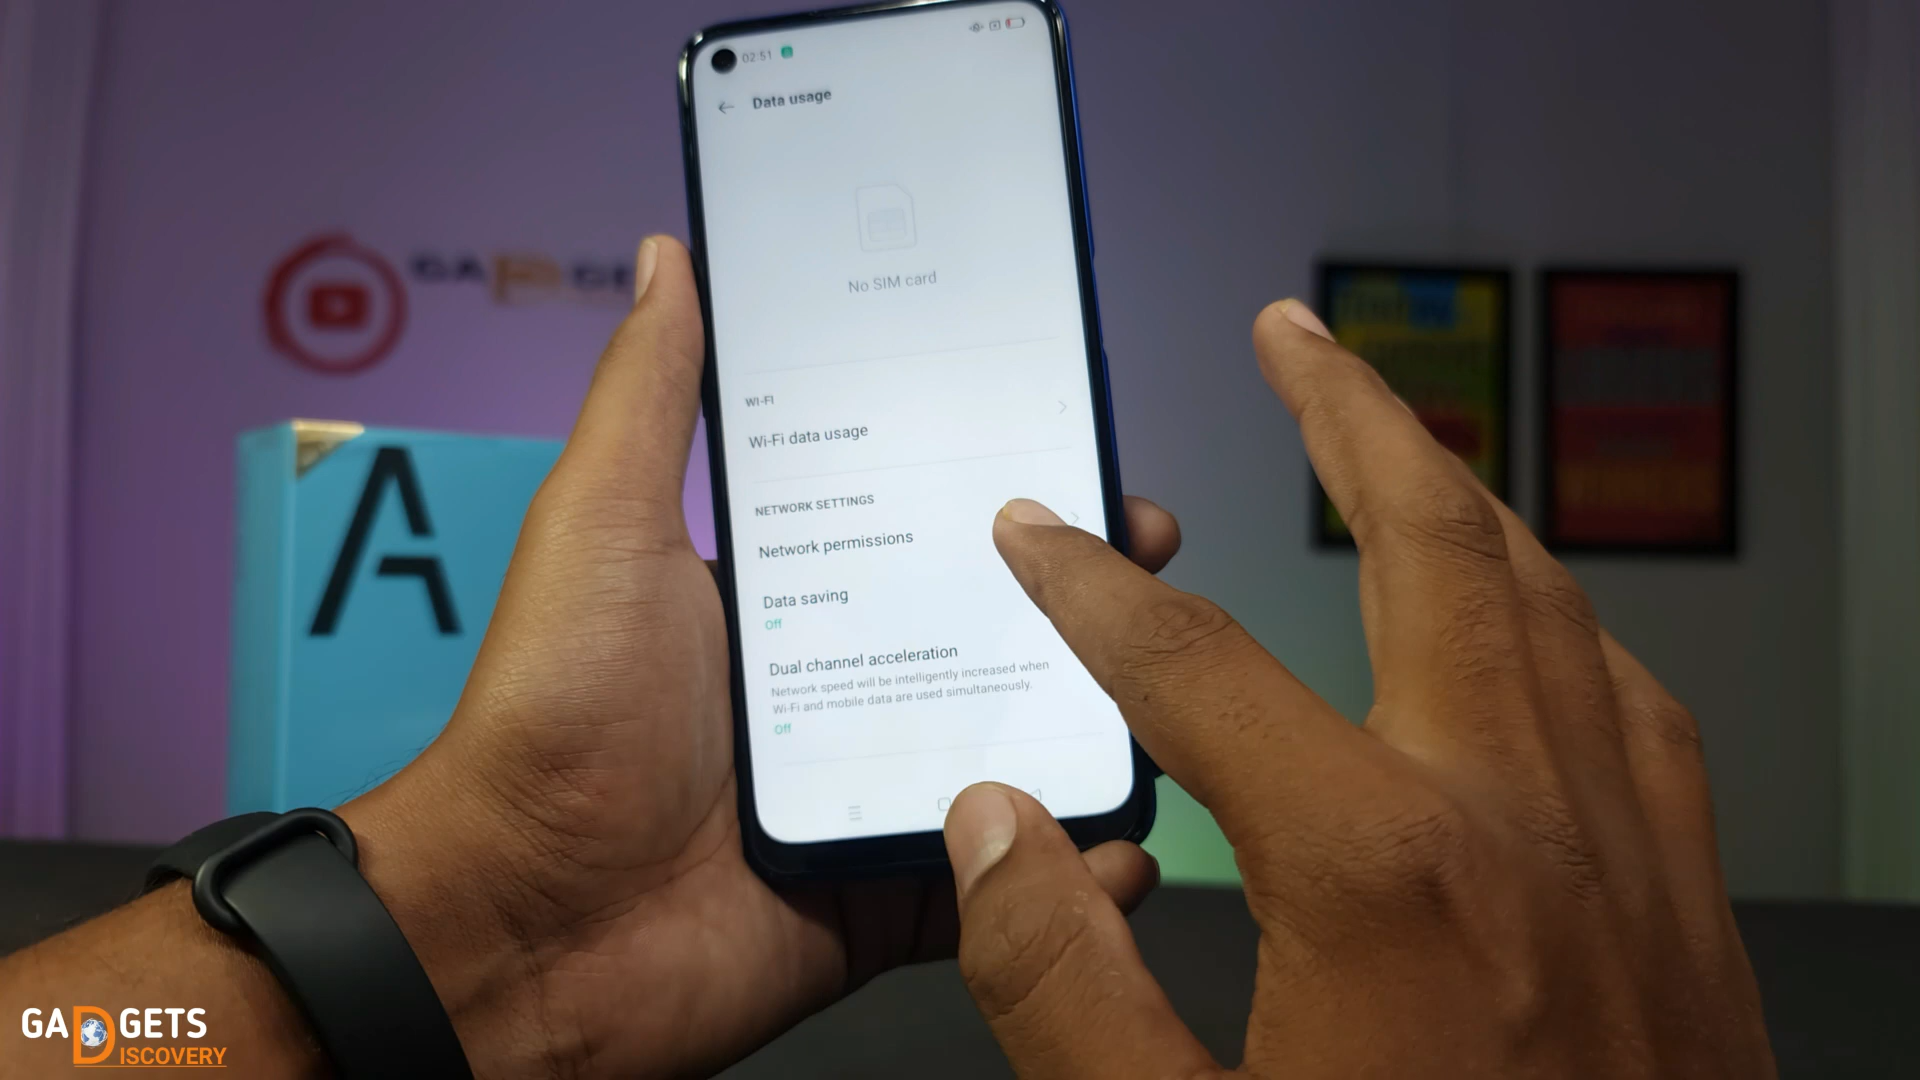 02:51
Data usage
No SIM card
WI-FI
Wi-Fi data usage
NETWORK SETTINGS
Network permissions
Data saving
Off
Dual channel acceleration
Network speed will be intelligently increased when
Wi-Fi and mobile data are used simultaneously.
Off
A
GADGETS
DISCOVERY